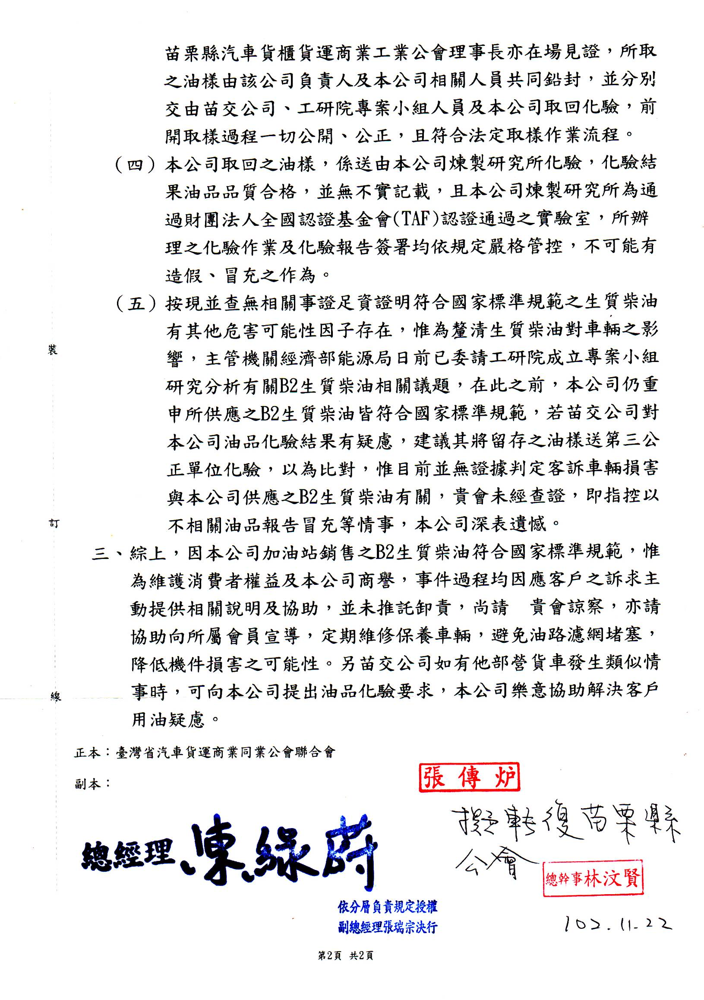 苗栗縣汽車貨櫃貨運商業工業公會理事長亦在場見證，所取
之油樣由該公司負責人及本公司相關人員共同鉛封，並分別
交由苗交公司、工研院專案小組人員及本公司取回化驗，前
開取樣過程一切公開、公正，且符合法定取樣作業流程。
（四）本公司取回之油樣，係送由本公司煉製研究所化驗，化驗結
果油品品質合格，並無不實記載，且本公司煉製研究所為通
過財團法人全國認證基金會(TAF)認證通過之實驗室，所辦
理之化驗作業及化驗報告簽署均依規定嚴格管控，不可能有
造假、冒充之作為。
（五）按現並查無相關事證足資證明符合國家標準規範之生質柴油
有其他危害可能性因子存在，惟為釐清生質柴油對車輛之影
響，主管機關經濟部能源局日前已委請工研院成立專案小組
研究分析有關B2生質柴油相關議題，在此之前，本公司仍重
申所供應之B2生質柴油皆符合國家標準規範，若苗交公司對
本公司油品化驗結果有疑慮，建議其將留存之油樣送第三公
正單位化驗，以為比對，惟目前並無證據判定客訴車輛損害
與本公司供應之B2生質柴油有關，貴會未經查證，即指控以
不相關油品報告冒充等情事，本公司深表遺憾。
三、綜上，因本公司加油站銷售之B2生質柴油符合國家標準規範，惟
為維護消費者權益及本公司商譽，事件過程均因應客戶之訴求主
動提供相關說明及協助，並未推託卸責，尚請　貴會諒察，亦請
協助向所屬會員宣導，定期維修保養車輛，避免油路濾網堵塞，
降低機件損害之可能性。另苗交公司如有他部營貨車發生類似情
事時，可向本公司提出油品化驗要求，本公司樂意協助解決客戶
用油疑慮。
裝
訂
線
正本：臺灣省汽車貨運商業同業公會聯合會
副本：
張傳炉
擬轉復苗栗縣
公會
總經理 陳綠蔚
總幹事林汶賢
依分層負責規定授權
副總經理張瑞宗決行
102.11.22
第2頁 共2頁